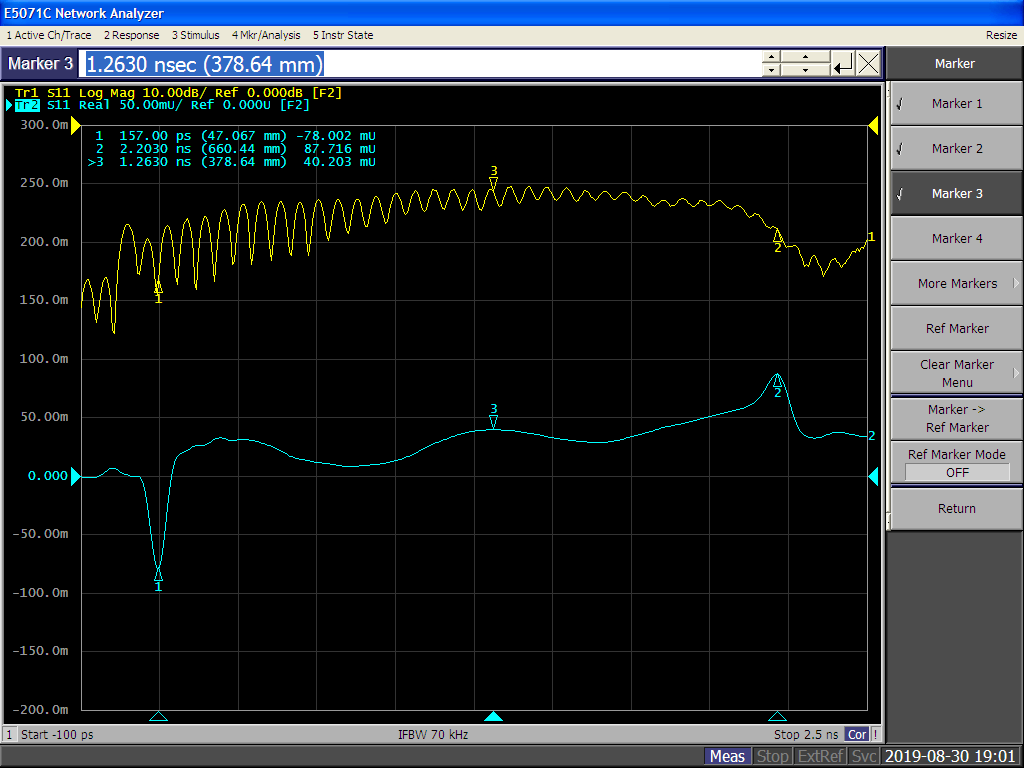 E5071C Network Analyzer
1 Active Ch/Trace 2 Response 3 Stimulus 4 Mkr/Analysis 5 Instr State Resize
Marker 3 1.2630 nsec (378.64 mm)
Marker
Tr1 S11 Log Mag 10.00dB/ Ref 0.000dB [F2]
Tr2 S11 Real 50.00mU/ Ref 0.000U [F2]
300.0m
1 157.00 ps (47.067 mm) -78.002 mU
2 2.2030 ns (660.44 mm) 87.716 mU
>3 1.2630 ns (378.64 mm) 40.203 mU
250.0m
200.0m
150.0m
100.0m
50.00m
0.000
-50.00m
-100.0m
-150.0m
-200.0m
3
1
2
1
3
2
2
1
Marker 1
Marker 2
Marker 3
Marker 4
More Markers
Ref Marker
Clear Marker
Menu
Marker ->
Ref Marker
Ref Marker Mode
OFF
Return
1 Start -100 ps IFBW 70 kHz Stop 2.5 ns Cor !
Meas Stop ExtRef Svc 2019-08-30 19:01